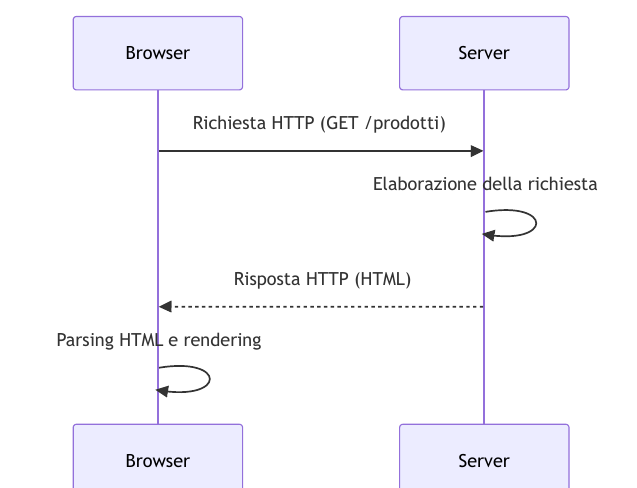 Browser
Server
Richiesta HTTP (GET /prodotti)
Elaborazione della richiesta
Risposta HTTP (HTML)
Parsing HTML e rendering
Browser
Server